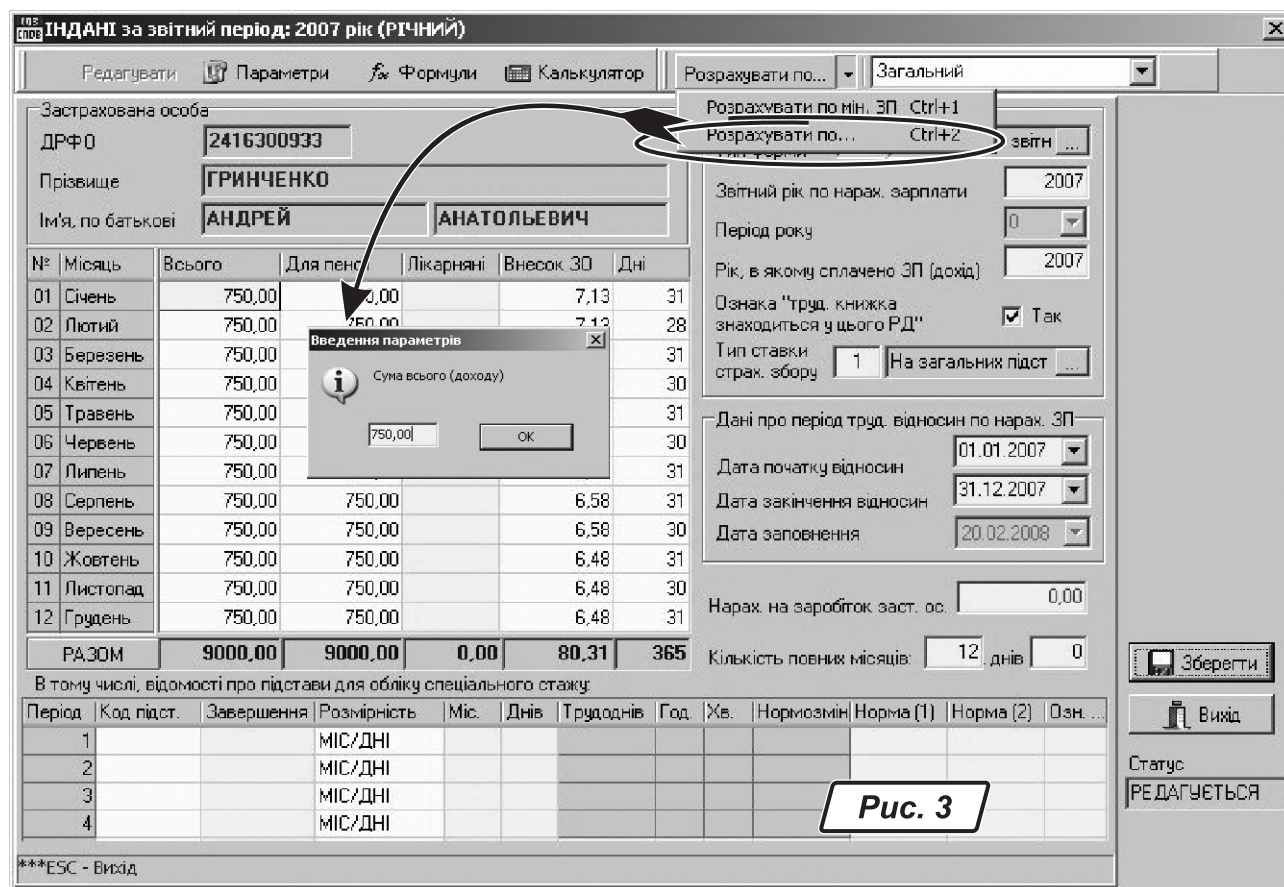 ІНДАНІ за звітний період: 2007 рік (РІЧНИЙ)
Редагувати Параметри fx Формули Калькулятор Розрахувати по... Загальний
Розрахувати по мін. ЗП Ctrl+1
Розрахувати по... Ctrl+2
Застрахована особа
ДРФО 2416300933
Прізвище ГРИНЧЕНКО
Ім'я, по батькові АНДРЕЙ АНАТОЛЬЕВИЧ
звітн ...
Звітний рік по нарах. зарплати 2007
Період року 0
Рік, в якому сплачено ЗП (дохід) 2007
Ознака "труд. книжка
знаходиться у цього РД" Так
Тип ставки
страх. збору 1 На загальних підст ...
Дані про період труд. відносин по нарах. ЗП
Дата початку відносин 01.01.2007
Дата закінчення відносин 31.12.2007
Дата заповнення 20.02.2008
Нарах. на заробіток заст. ос. 0,00
Кількість повних місяців: 12 днів 0
№ Місяць Всього Для пенс Лікарняні Внесок ЗО Дні
01 Січень 750,00 0,00 7,13 31
02 Лютий 750,00 750,00 7,13 28
03 Березень 750,00 31
04 Квітень 750,00 30
05 Травень 750,00 31
06 Червень 750,00 30
07 Липень 750,00 31
08 Серпень 750,00 750,00 6,58 31
09 Вересень 750,00 750,00 6,58 30
10 Жовтень 750,00 750,00 6,48 31
11 Листопад 750,00 750,00 6,48 30
12 Грудень 750,00 750,00 6,48 31
РАЗОМ 9000,00 9000,00 0,00 80,31 365
Введення параметрів
Сума всього (доходу)
750,00 ОК
В тому числі, відомості про підстави для обліку спеціального стажу:
Період Код підст. Завершення Розмірність Міс. Днів Трудоднів Год. Хв. Нормозмін Норма (1) Норма (2) Озн. ...
1 МІС/ДНІ
2 МІС/ДНІ
3 МІС/ДНІ
4 МІС/ДНІ
Рис. 3
Зберегти
Вихід
Статус
РЕДАГУЄТЬСЯ
***ESC - Вихід